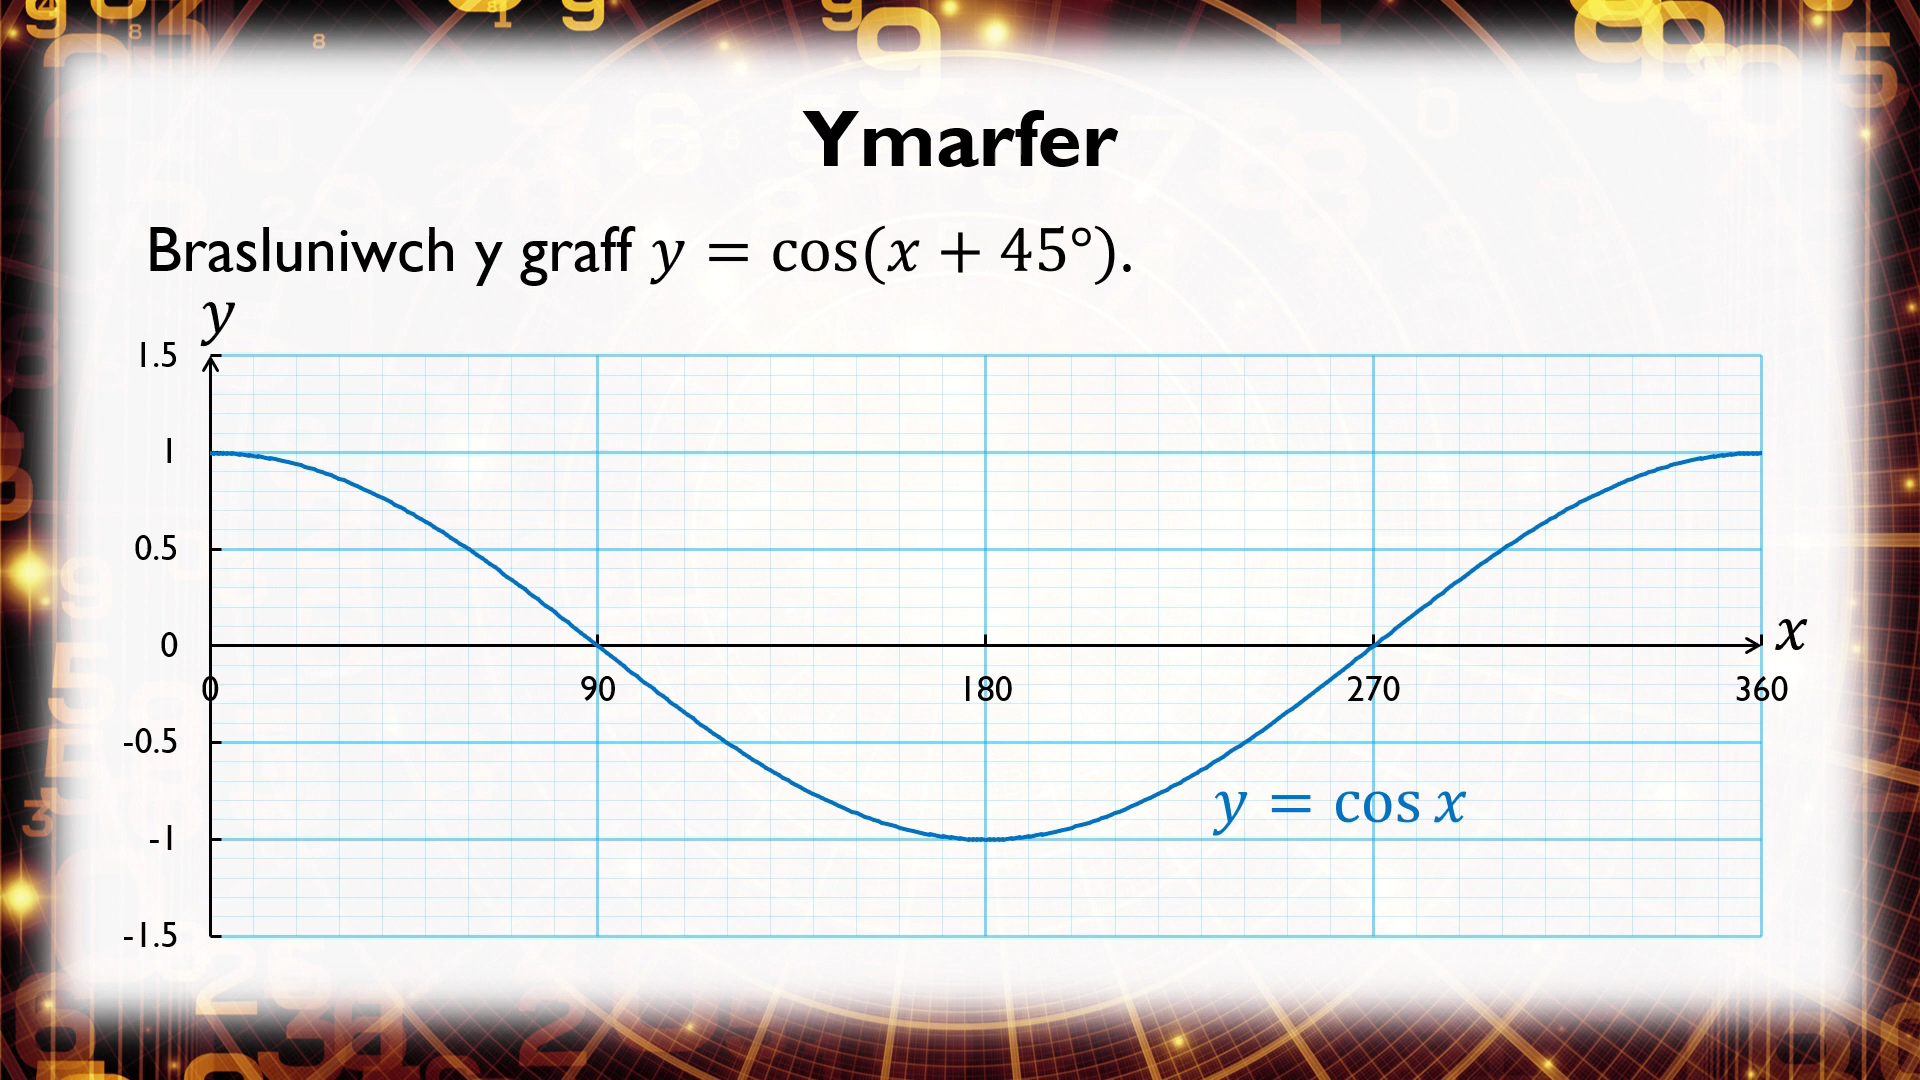 Ymarfer
Brasluniwch y graff y = cos(x + 45°).
y
1.5
1
0.5
0
x
0 90 180 270 360
-0.5
y = cos x
-1
-1.5